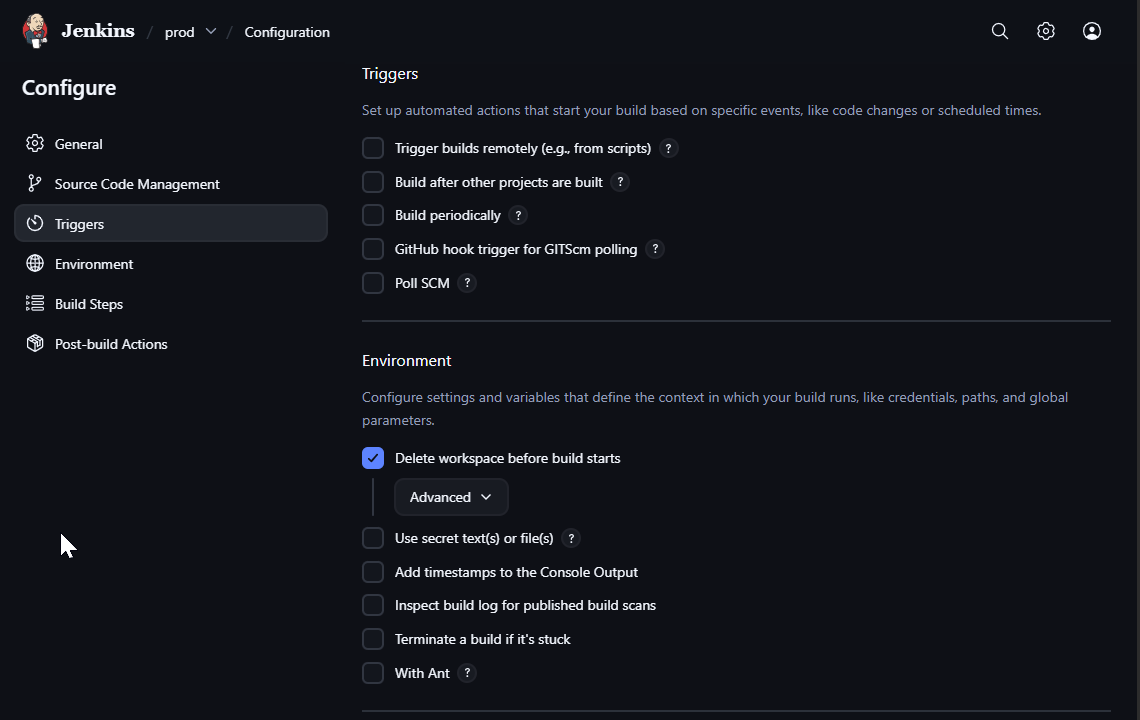 Jenkins / prod / Configuration
Configure
General
Source Code Management
Triggers
Environment
Build Steps
Post-build Actions
Triggers
Set up automated actions that start your build based on specific events, like code changes or scheduled times.
Trigger builds remotely (e.g., from scripts) ?
Build after other projects are built ?
Build periodically ?
GitHub hook trigger for GITScm polling ?
Poll SCM ?
Environment
Configure settings and variables that define the context in which your build runs, like credentials, paths, and global
parameters.
Delete workspace before build starts
Advanced
Use secret text(s) or file(s) ?
Add timestamps to the Console Output
Inspect build log for published build scans
Terminate a build if it's stuck
With Ant ?